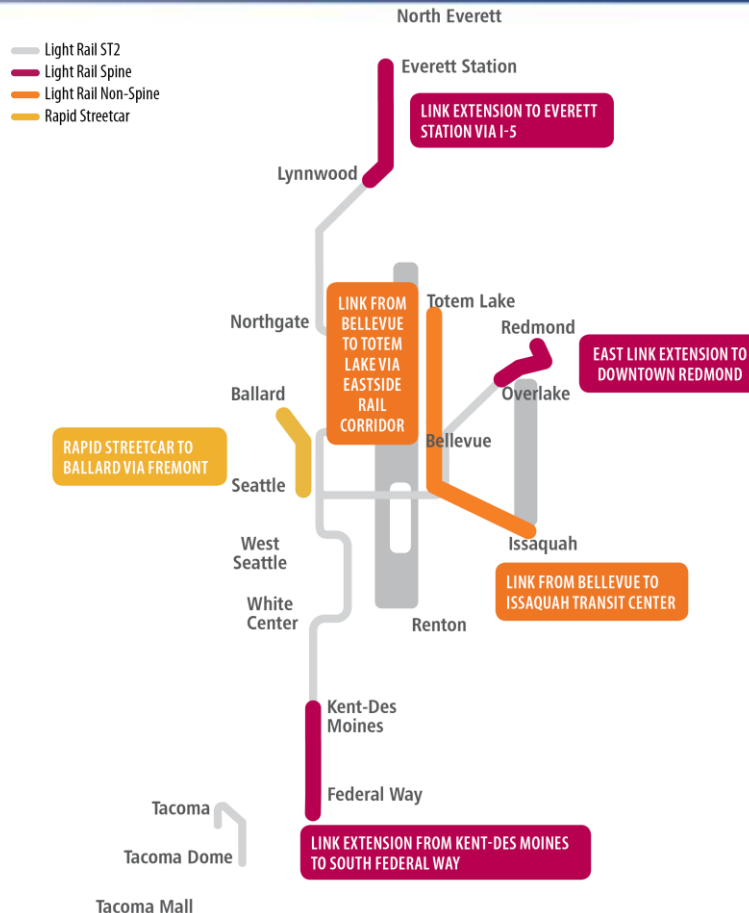 North Everett
Light Rail ST2
Light Rail Spine
Light Rail Non-Spine
Rapid Streetcar
Everett Station
LINK EXTENSION TO EVERETT
STATION VIA I-5
Lynnwood
Northgate
LINK FROM
BELLEVUE
TO TOTEM
LAKE VIA
EASTSIDE
RAIL
CORRIDOR
Totem Lake
Redmond
EAST LINK EXTENSION TO
DOWNTOWN REDMOND
Ballard
Overlake
RAPID STREETCAR TO
BALLARD VIA FREMONT
Bellevue
Seattle
West
Seattle
Issaquah
LINK FROM BELLEVUE TO
ISSAQUAH TRANSIT CENTER
White
Center
Renton
Kent-Des
Moines
Federal Way
Tacoma
LINK EXTENSION FROM KENT-DES MOINES
TO SOUTH FEDERAL WAY
Tacoma Dome
Tacoma Mall